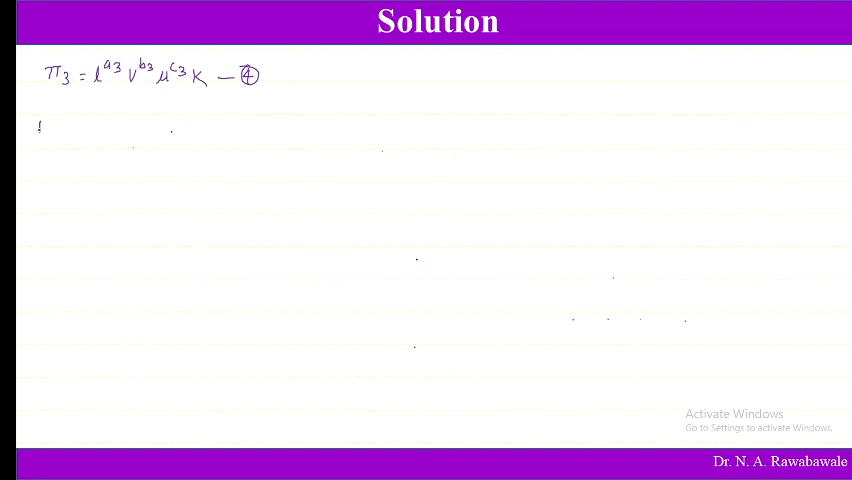 Solution
π₃ = l^a₃ V^b₃ μ^c₃ K — ④
Activate Windows
Go to Settings to activate Windows.
Dr. N. A. Rawabawale